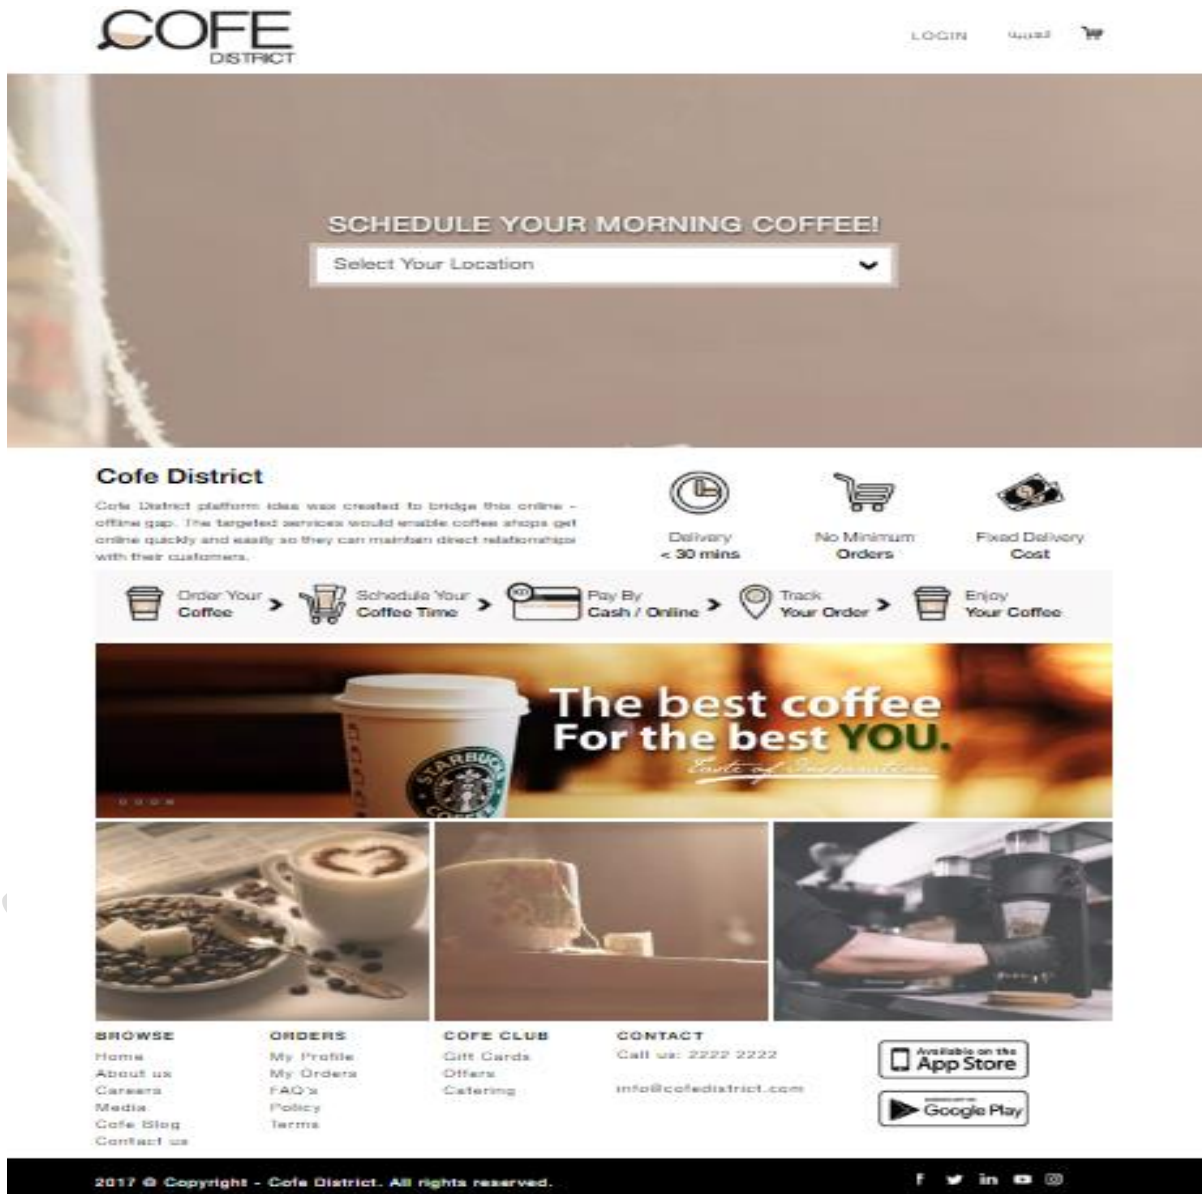 COFE
DISTRICT
LOGIN
العربية
SCHEDULE YOUR MORNING COFFEE!
Select Your Location
Cofe District
Cofe District platform idea was created to bridge this online -
offline gap. The targeted services would enable coffee shops get
online quickly and easily so they can maintain direct relationships
with their customers.
Delivery
< 30 mins
No Minimum
Orders
Fixed Delivery
Cost
Order Your
Coffee
Schedule Your
Coffee Time
Pay By
Cash / Online
Track
Your Order
Enjoy
Your Coffee
The best coffee
For the best YOU.
Taste of Inspiration
STARBUCKS
COFFEE
BROWSE
Home
About us
Careers
Media
Cofe Blog
Contact us
ORDERS
My Profile
My Orders
FAQ's
Policy
Terms
COFE CLUB
Gift Cards
Offers
Catering
CONTACT
Call us: 2222 2222
info@cofedistrict.com
Available on the
App Store
Google Play
2017 @ Copyright - Cofe District. All rights reserved.